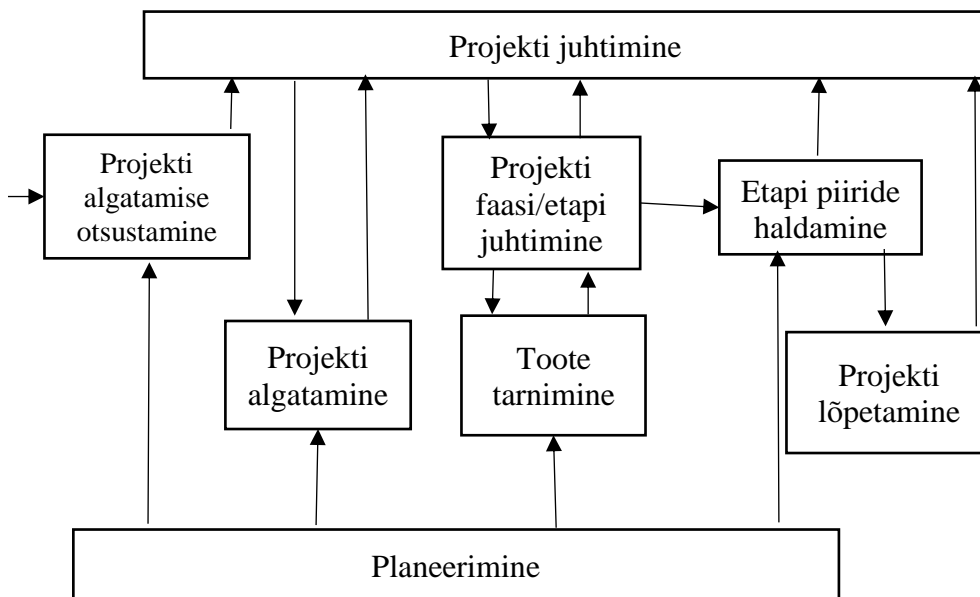 Projekti juhtimine
Projekti
algatamise
otsustamine
Projekti
faasi/etapi
juhtimine
Etapi piiride
haldamine
Projekti
algatamine
Toote
tarnimine
Projekti
lõpetamine
Planeerimine